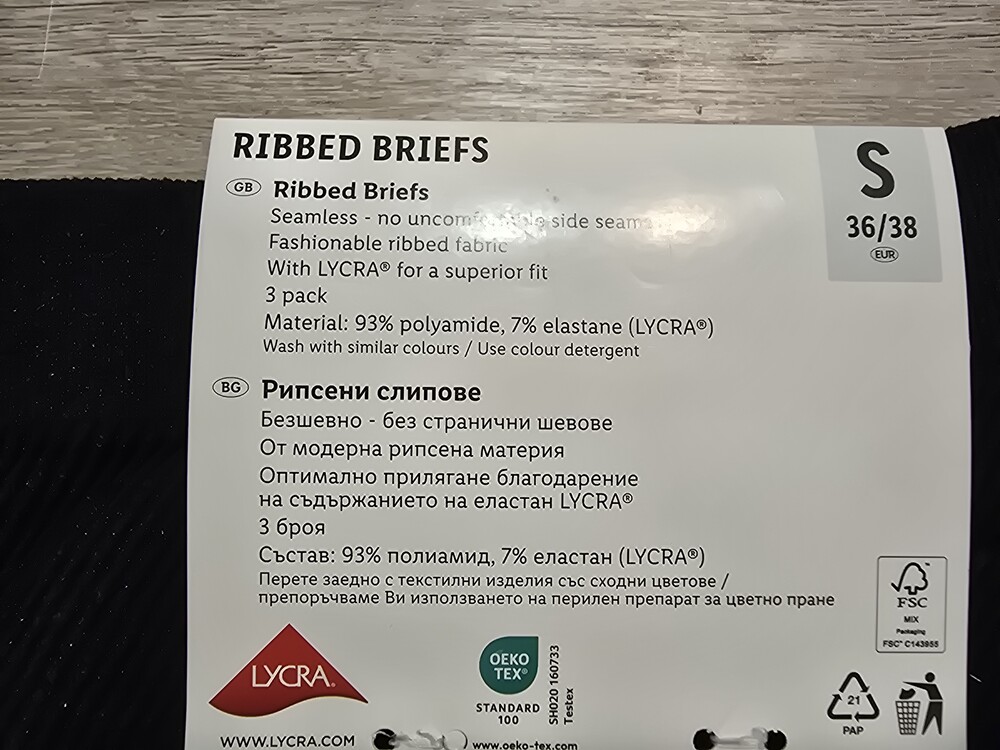 RIBBED BRIEFS
S
36/38
EUR
GB Ribbed Briefs
Seamless - no side
Fashionable ribbed fabric
With LYCRA® for a superior fit
3 pack
Material: 93% polyamide, 7% elastane (LYCRA®)
Wash with similar colours / Use colour detergent
BG Рипсени слипове
Безшевно - без странични шевове
От модерна рипсена материя
Оптимално прилягане благодарение
на съдържанието на еластан LYCRA®
3 броя
Състав: 93% полиамид, 7% еластан (LYCRA®)
Перете заедно с текстилни изделия със сходни цветове /
препоръчваме Ви използването на перилен препарат за цветно пране
FSC
MIX
Packaging
FSC™ C143955
LYCRA®
WWW.LYCRA.COM
OEKO
TEX®
STANDARD
100
SH020 160733
Testex
www.oeko-tex.com
21
PAP